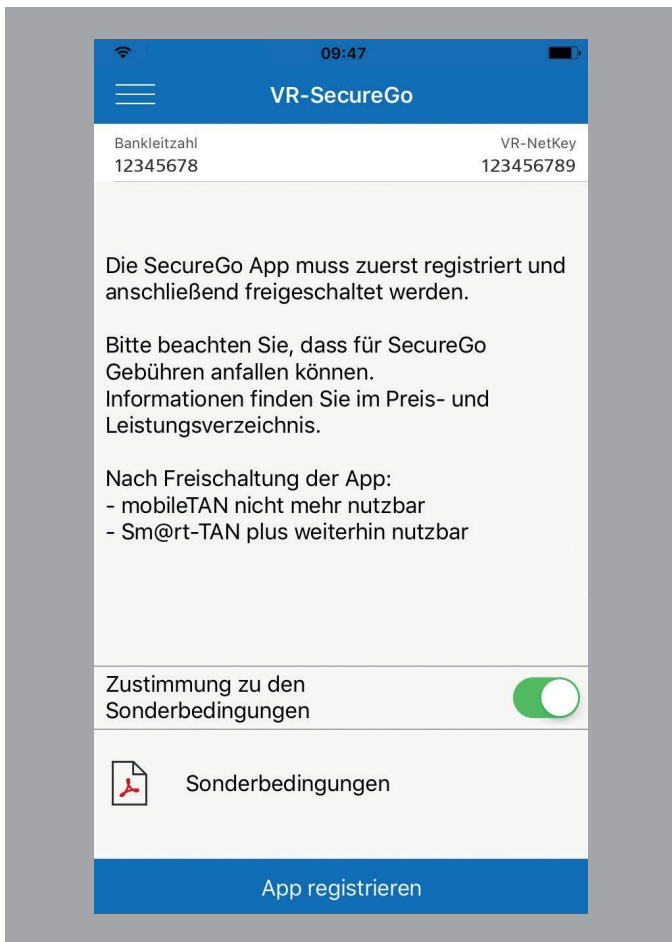 09:47
VR-SecureGo
Bankleitzahl VR-NetKey
12345678 123456789
Die SecureGo App muss zuerst registriert und
anschließend freigeschaltet werden.
Bitte beachten Sie, dass für SecureGo
Gebühren anfallen können.
Informationen finden Sie im Preis- und
Leistungsverzeichnis.
Nach Freischaltung der App:
- mobileTAN nicht mehr nutzbar
- Sm@rt-TAN plus weiterhin nutzbar
Zustimmung zu den
Sonderbedingungen
Sonderbedingungen
App registrieren